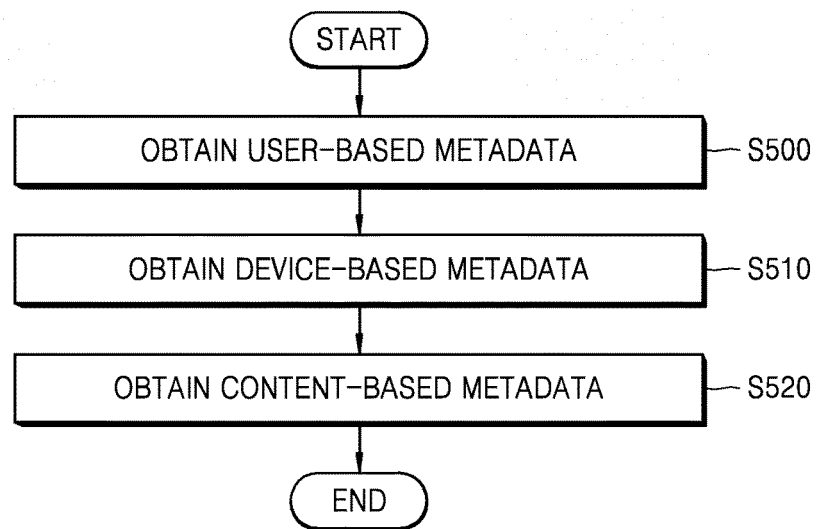 START
OBTAIN USER-BASED METADATA
S500
OBTAIN DEVICE-BASED METADATA
S510
OBTAIN CONTENT-BASED METADATA
S520
END